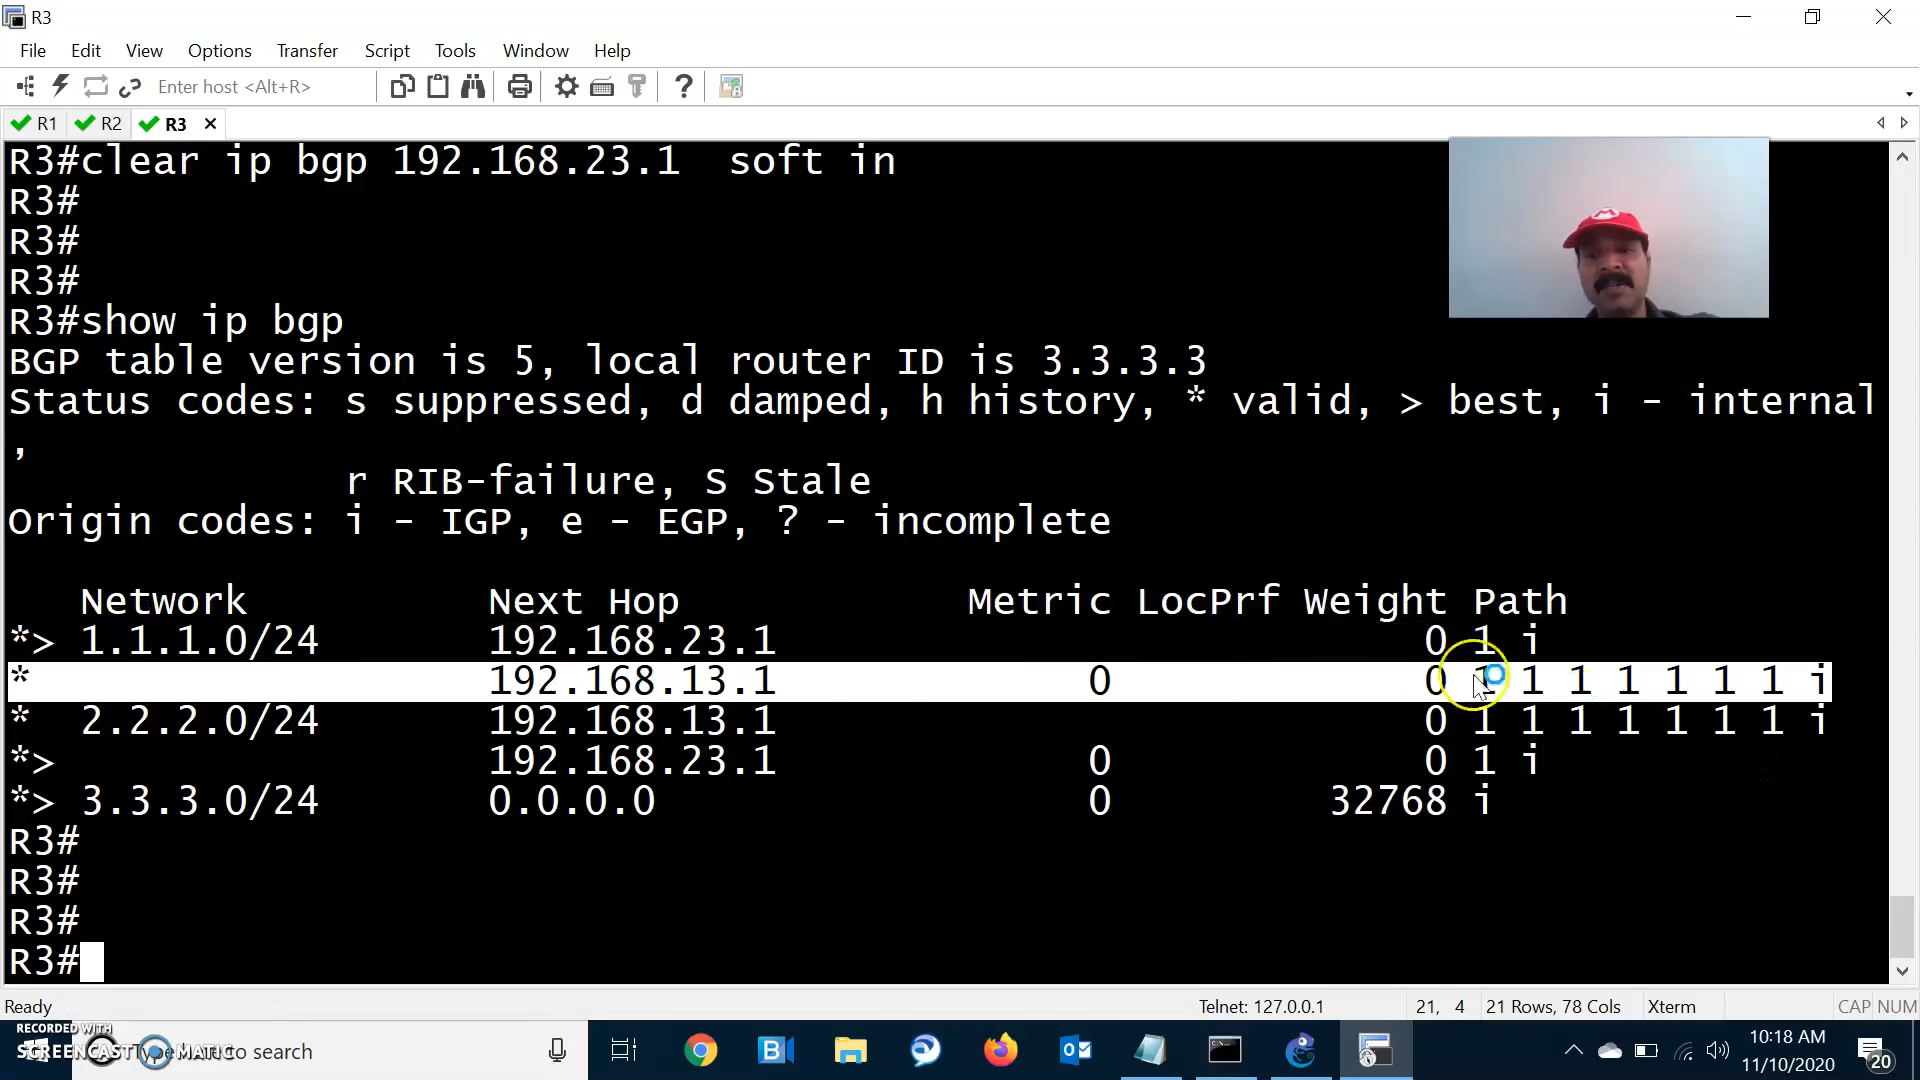 R3
File Edit View Options Transfer Script Tools Window Help
Enter host <Alt+R>
R1 R2 R3
R3#clear ip bgp 192.168.23.1  soft in
R3#
R3#
R3#
R3#show ip bgp
BGP table version is 5, local router ID is 3.3.3.3
Status codes: s suppressed, d damped, h history, * valid, > best, i - internal
,
r RIB-failure, S Stale
Origin codes: i - IGP, e - EGP, ? - incomplete
Network Next Hop Metric LocPrf Weight Path
*> 1.1.1.0/24 192.168.23.1 0 1 i
* 192.168.13.1 0 0 1 1 1 1 1 1 1 i
* 2.2.2.0/24 192.168.13.1 0 1 1 1 1 1 1 1 i
*> 192.168.23.1 0 0 1 i
*> 3.3.3.0/24 0.0.0.0 0 32768 i
R3#
R3#
R3#
R3#
Ready Telnet: 127.0.0.1 21, 4 21 Rows, 78 Cols Xterm CAP NUM
RECORDED WITH
SCREENCAST MATIC
to search
10:18 AM
11/10/2020
20